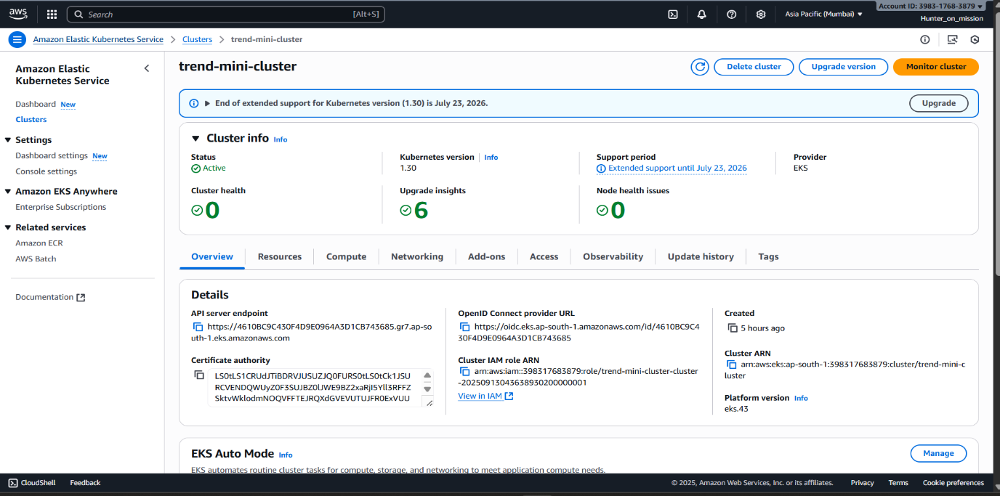 aws
Search
[Alt+S]
Asia Pacific (Mumbai)
Account ID: 3983-1768-3879
Hunter_on_mission
Amazon Elastic Kubernetes Service
Clusters
trend-mini-cluster
Amazon Elastic
Kubernetes Service
Dashboard New
Clusters
Settings
Dashboard settings New
Console settings
Amazon EKS Anywhere
Enterprise Subscriptions
Related services
Amazon ECR
AWS Batch
Documentation
trend-mini-cluster
Delete cluster
Upgrade version
Monitor cluster
End of extended support for Kubernetes version (1.30) is July 23, 2026.
Upgrade
Cluster info Info
Status
Active
Kubernetes version Info
1.30
Support period
Extended support until July 23, 2026
Provider
EKS
Cluster health
0
Upgrade insights
6
Node health issues
0
Overview
Resources
Compute
Networking
Add-ons
Access
Observability
Update history
Tags
Details
API server endpoint
https://4610BC9C430F4D9E0964A3D1CB743685.gr7.ap-so
uth-1.eks.amazonaws.com
Certificate authority
LS0tLS1CRUdJTiBDRVJUSUZJQ0FURS0tLS0tCk1JSU
RCVENDQWUyZ0F3SUJBZ0lJWE9BZ2xaRjI5Yll3RFFZ
SktvWklodmNOQVFFTEJRQXdGVEVUTUJFR0ExVUU
OpenID Connect provider URL
https://oidc.eks.ap-south-1.amazonaws.com/id/4610BC9C4
30F4D9E0964A3D1CB743685
Cluster IAM role ARN
arn:aws:iam::398317683879:role/trend-mini-cluster-cluster
-20250913043638930200000001
View in IAM
Created
5 hours ago
Cluster ARN
arn:aws:eks:ap-south-1:398317683879:cluster/trend-mini-c
luster
Platform version Info
eks.43
EKS Auto Mode Info
Manage
EKS automates routine cluster tasks for compute, storage, and networking to meet application compute needs.
CloudShell
Feedback
© 2025, Amazon Web Services, Inc. or its affiliates.
Privacy
Terms
Cookie preferences